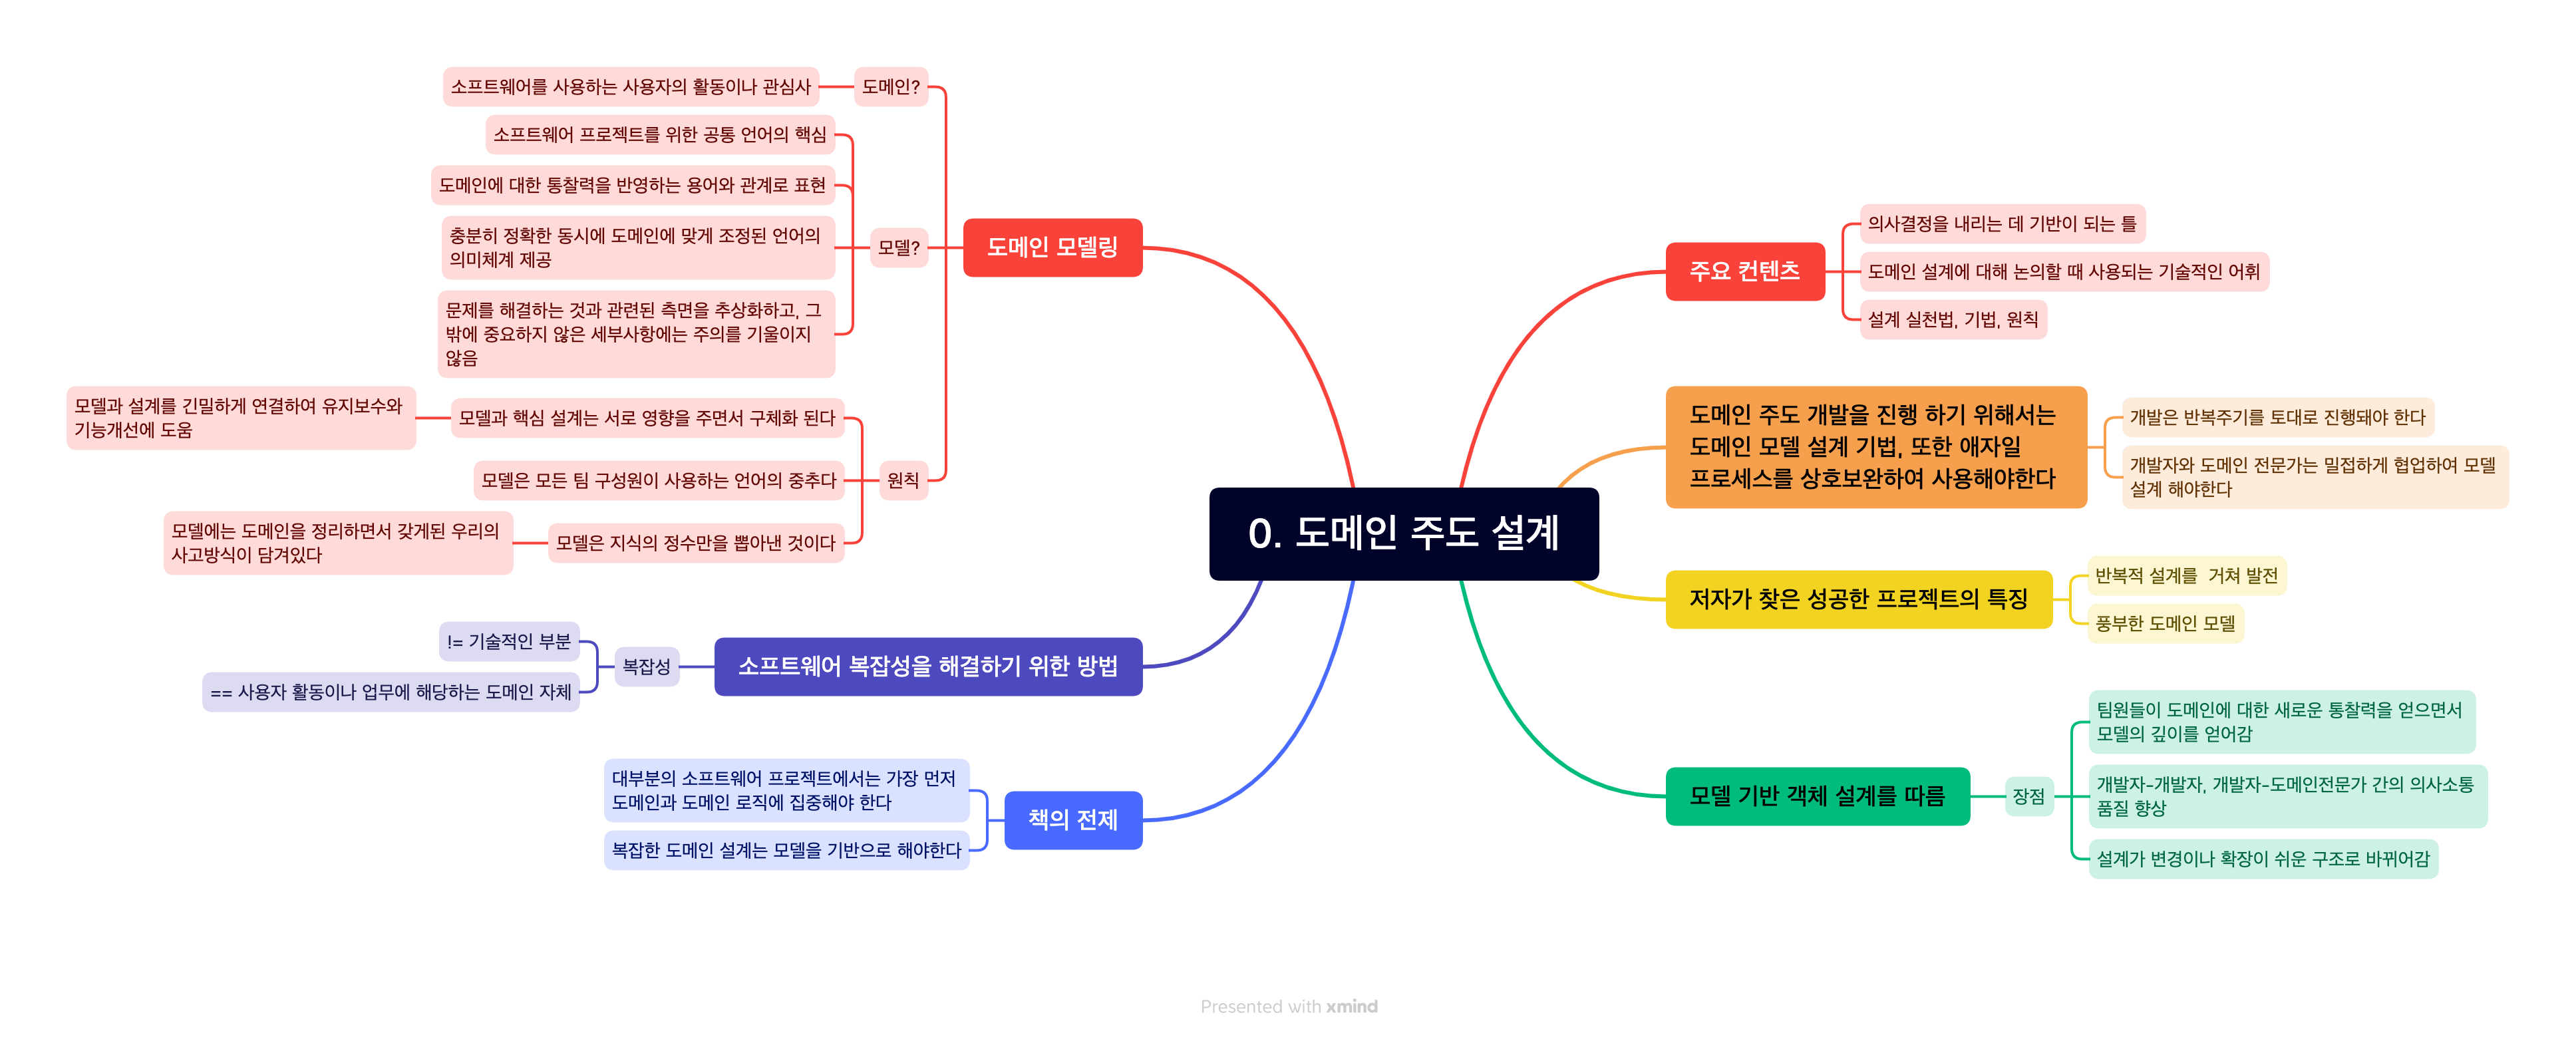 0. 도메인 주도 설계
주요 컨텐츠
의사결정을 내리는 데 기반이 되는 틀
도메인 설계에 대해 논의할 때 사용되는 기술적인 어휘
설계 실천법, 기법, 원칙
도메인 주도 개발을 진행 하기 위해서는
도메인 모델 설계 기법, 또한 애자일
프로세스를 상호보완하여 사용해야한다
개발은 반복주기를 토대로 진행돼야 한다
개발자와 도메인 전문가는 밀접하게 협업하여 모델
설계 해야한다
저자가 찾은 성공한 프로젝트의 특징
반복적 설계를  거쳐 발전
풍부한 도메인 모델
모델 기반 객체 설계를 따름
장점
팀원들이 도메인에 대한 새로운 통찰력을 얻으면서
모델의 깊이를 얻어감
개발자-개발자, 개발자-도메인전문가 간의 의사소통
품질 향상
설계가 변경이나 확장이 쉬운 구조로 바뀌어감
도메인 모델링
도메인?
소프트웨어를 사용하는 사용자의 활동이나 관심사
모델?
소프트웨어 프로젝트를 위한 공통 언어의 핵심
도메인에 대한 통찰력을 반영하는 용어와 관계로 표현
충분히 정확한 동시에 도메인에 맞게 조정된 언어의
의미체계 제공
문제를 해결하는 것과 관련된 측면을 추상화하고, 그
밖에 중요하지 않은 세부사항에는 주의를 기울이지
않음
원칙
모델과 핵심 설계는 서로 영향을 주면서 구체화 된다
모델과 설계를 긴밀하게 연결하여 유지보수와
기능개선에 도움
모델은 모든 팀 구성원이 사용하는 언어의 중추다
모델은 지식의 정수만을 뽑아낸 것이다
모델에는 도메인을 정리하면서 갖게된 우리의
사고방식이 담겨있다
소프트웨어 복잡성을 해결하기 위한 방법
복잡성
!= 기술적인 부분
== 사용자 활동이나 업무에 해당하는 도메인 자체
책의 전제
대부분의 소프트웨어 프로젝트에서는 가장 먼저
도메인과 도메인 로직에 집중해야 한다
복잡한 도메인 설계는 모델을 기반으로 해야한다
Presented with xmind